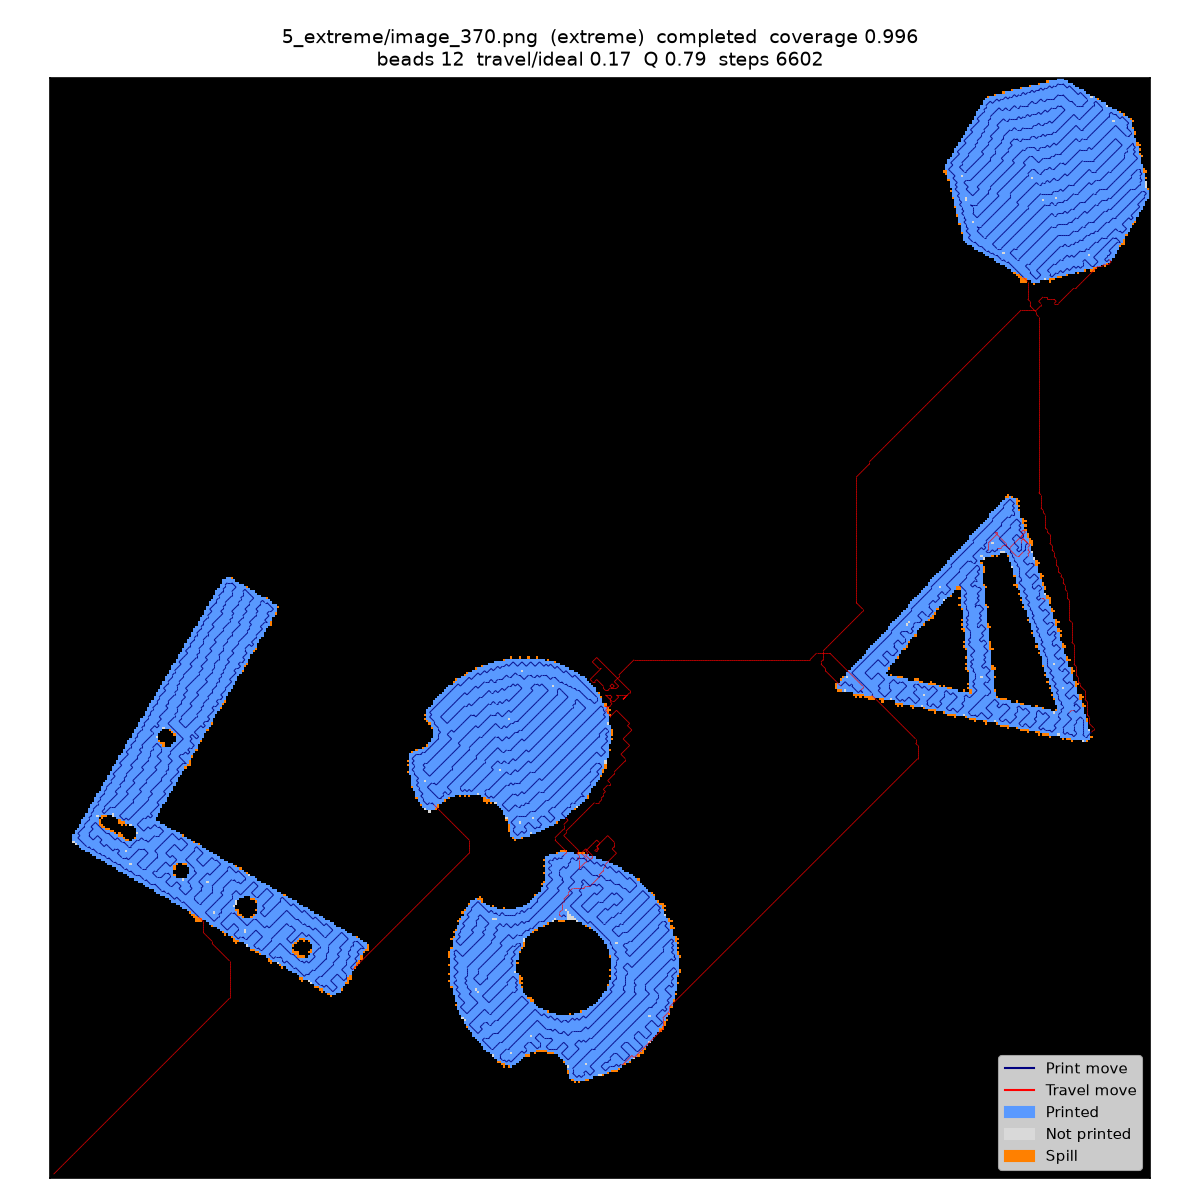 5_extreme/image_370.png  (extreme)  completed  coverage 0.996
beads 12  travel/ideal 0.17  Q 0.79  steps 6602
Print move
Travel move
Printed
Not printed
Spill